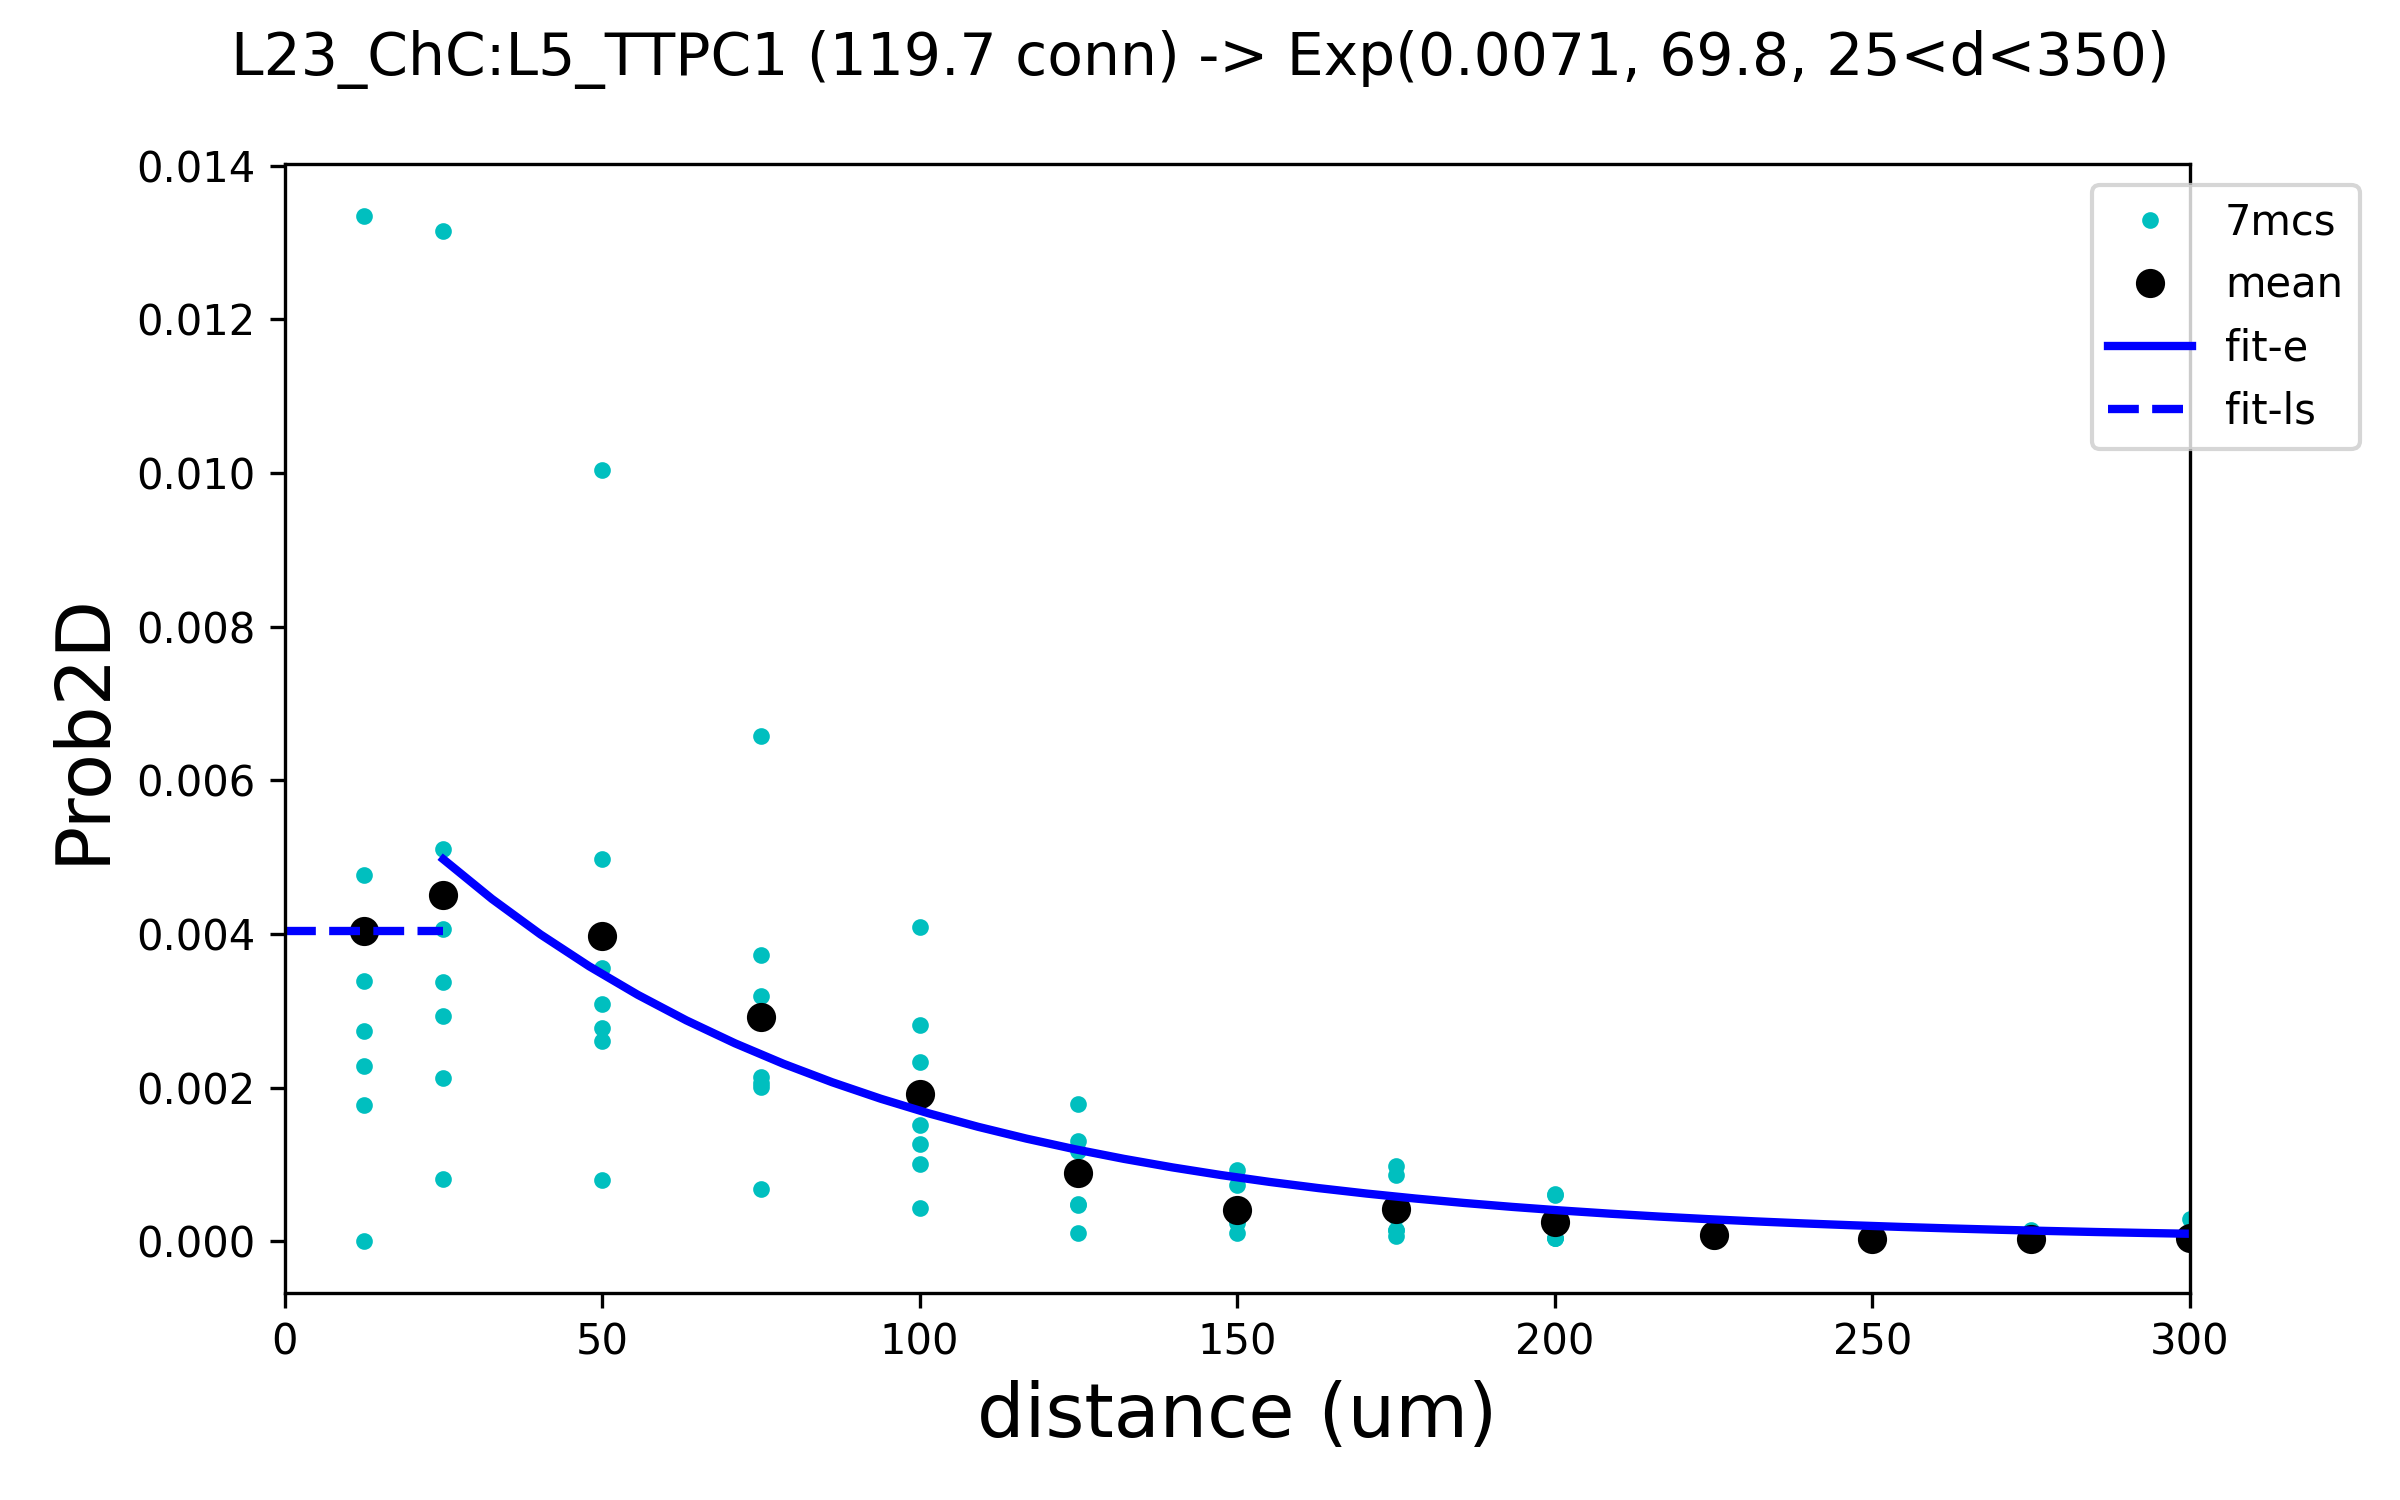 L23_ChC:L5_TTPC1 (119.7 conn) -> Exp(0.0071, 69.8, 25<d<350)
0.014
0.012
0.010
0.008
0.006
0.004
0.002
0.000
Prob2D
0 50 100 150 200 250 300
distance (um)
7mcs
mean
fit-e
fit-ls